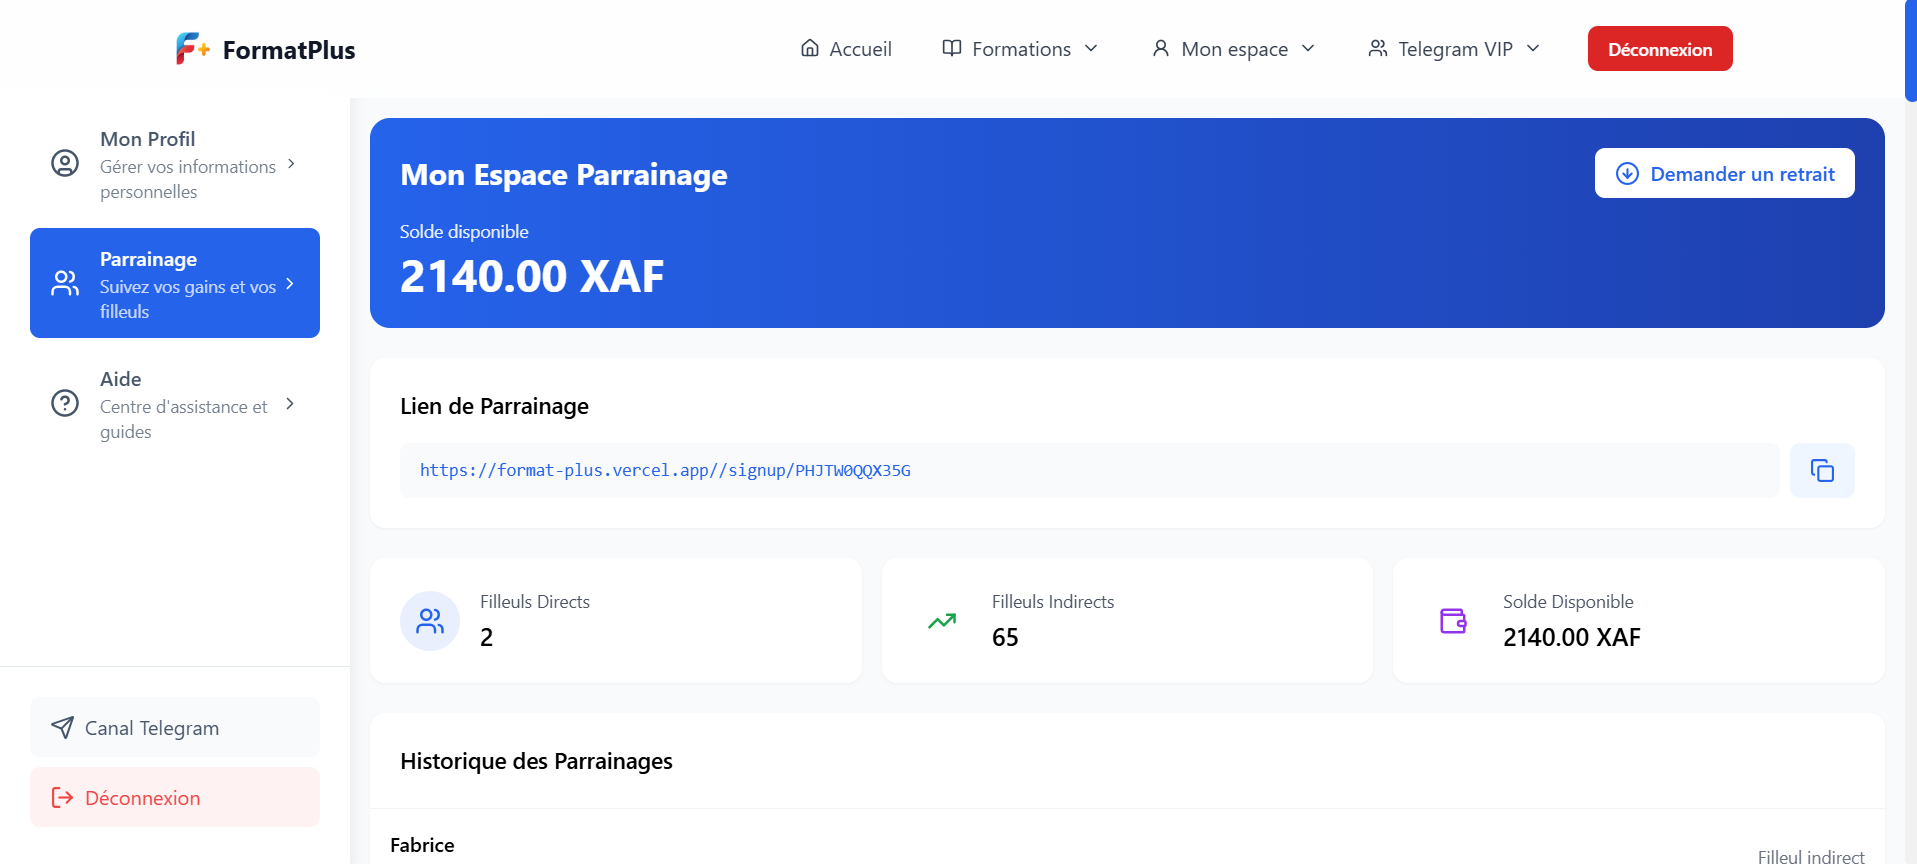 FormatPlus
Accueil
Formations
Mon espace
Telegram VIP
Déconnexion
Mon Profil
Gérer vos informations
personnelles
Parrainage
Suivez vos gains et vos
filleuls
Aide
Centre d'assistance et
guides
Canal Telegram
Déconnexion
Mon Espace Parrainage
Demander un retrait
Solde disponible
2140.00 XAF
Lien de Parrainage
https://format-plus.vercel.app//signup/PHJTW0QQX35G
Filleuls Directs
2
Filleuls Indirects
65
Solde Disponible
2140.00 XAF
Historique des Parrainages
Fabrice
Filleul indirect